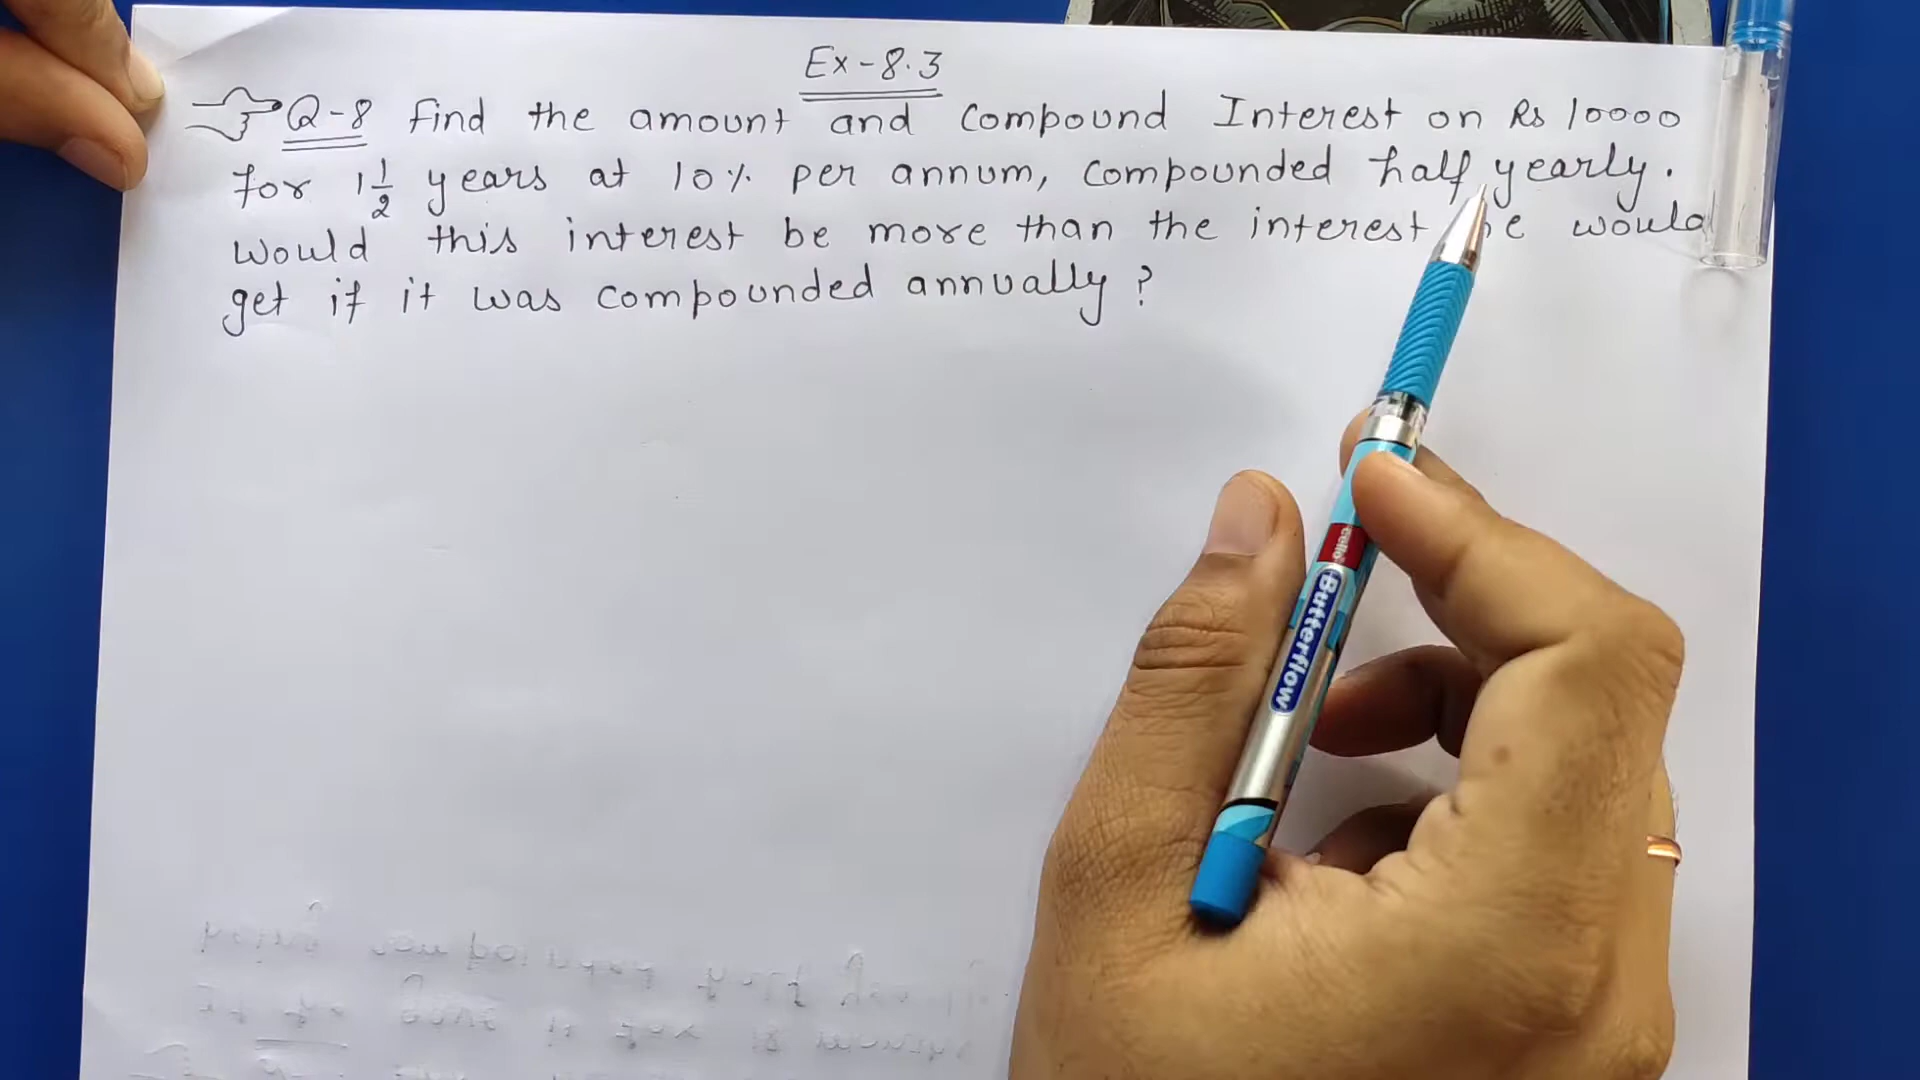 Ex-8.3
Q-8 Find the amount and compound Interest on Rs 10000
for 1 1/2 years at 10% per annum, compounded half yearly.
Would this interest be more than the interest would
get if it was compounded annually?
cello
Butterflow